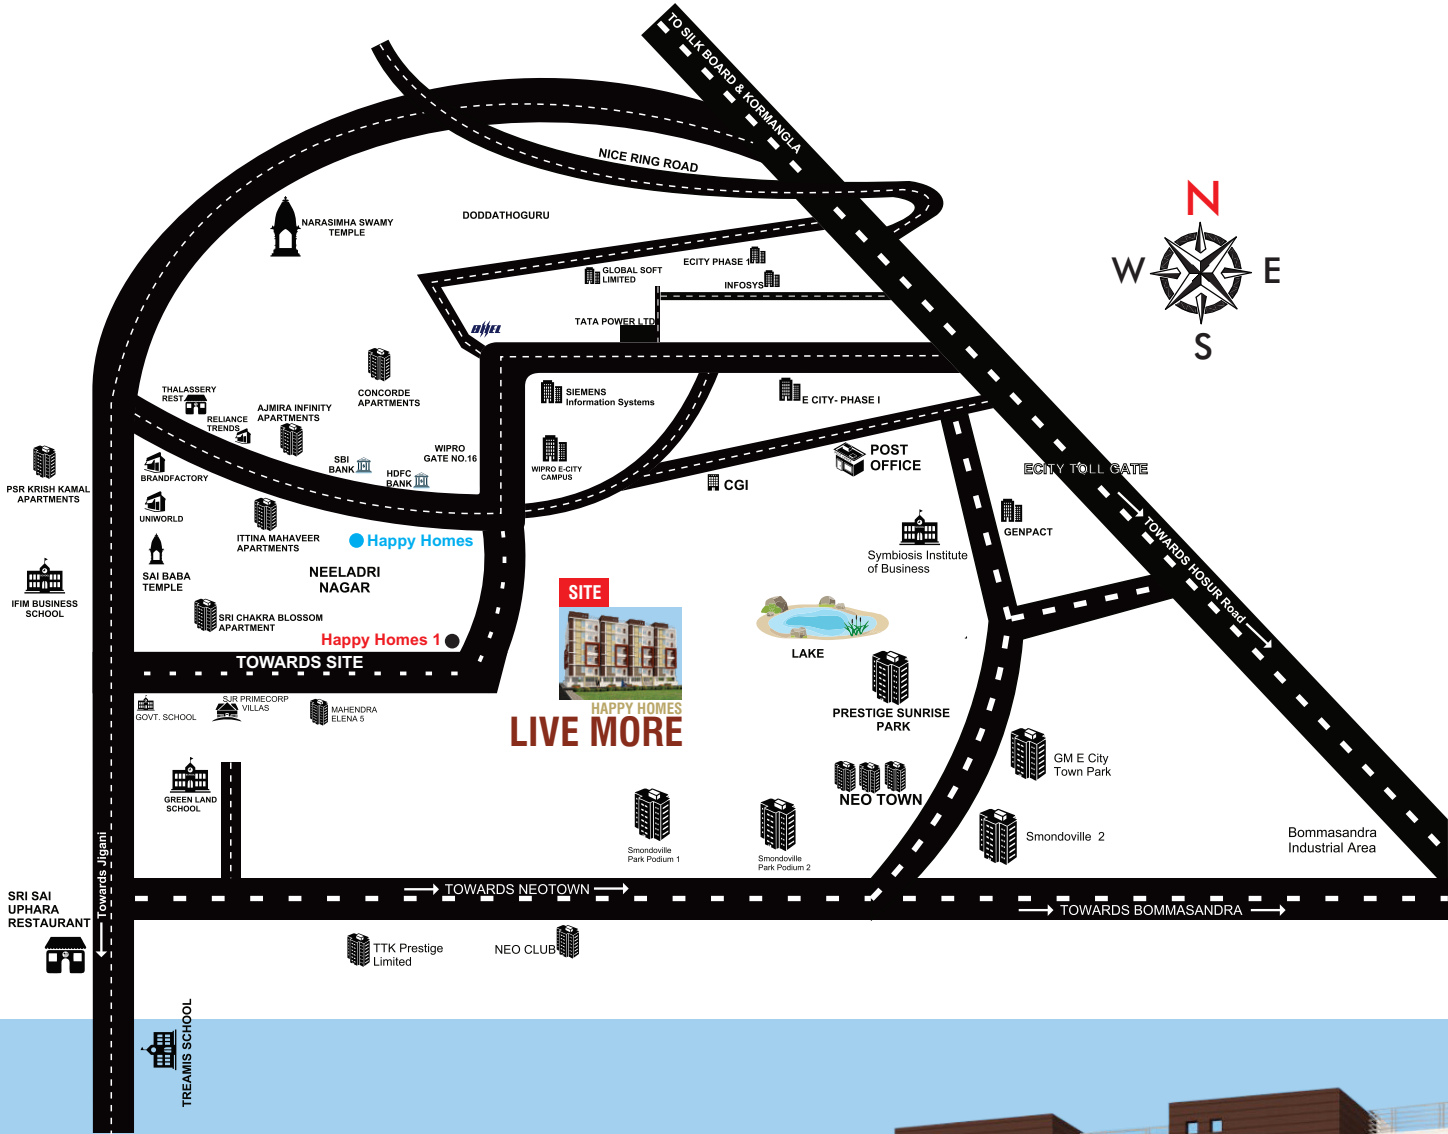 TO SILK BOARD & KORMANGLA
NICE RING ROAD
N
W
E
S
NARASIMHA SWAMY
TEMPLE
DODDATHOGURU
ECITY PHASE 1
GLOBAL SOFT
LIMITED
INFOSYS
TATA POWER LTD
BHEL
THALASSERY
REST
RELIANCE
TRENDS
AJMIRA INFINITY
APARTMENTS
CONCORDE
APARTMENTS
SIEMENS
Information Systems
E CITY- PHASE I
SBI
BANK
HDFC
BANK
WIPRO
GATE NO.16
WIPRO E-CITY
CAMPUS
POST
OFFICE
CGI
ECITY TOLL GATE
PSR KRISH KAMAL
APARTMENTS
BRANDFACTORY
UNIWORLD
ITTINA MAHAVEER
APARTMENTS
Happy Homes
GENPACT
TOWARDS HOSUR Road
Symbiosis Institute
of Business
SAI BABA
TEMPLE
NEELADRI
NAGAR
IFIM BUSINESS
SCHOOL
SRI CHAKRA BLOSSOM
APARTMENT
Happy Homes 1
SITE
LAKE
TOWARDS SITE
GOVT. SCHOOL
SJR PRIMECORP
VILLAS
MAHENDRA
ELENA 5
HAPPY HOMES
LIVE MORE
PRESTIGE SUNRISE
PARK
GM E City
Town Park
GREEN LAND
SCHOOL
NEO TOWN
Smondoville
Park Podium 1
Smondoville
Park Podium 2
Smondoville 2
Bommasandra
Industrial Area
Towards Jigani
TOWARDS NEOTOWN
TOWARDS BOMMASANDRA
SRI SAI
UPHARA
RESTAURANT
TTK Prestige
Limited
NEO CLUB
TREAMIS SCHOOL